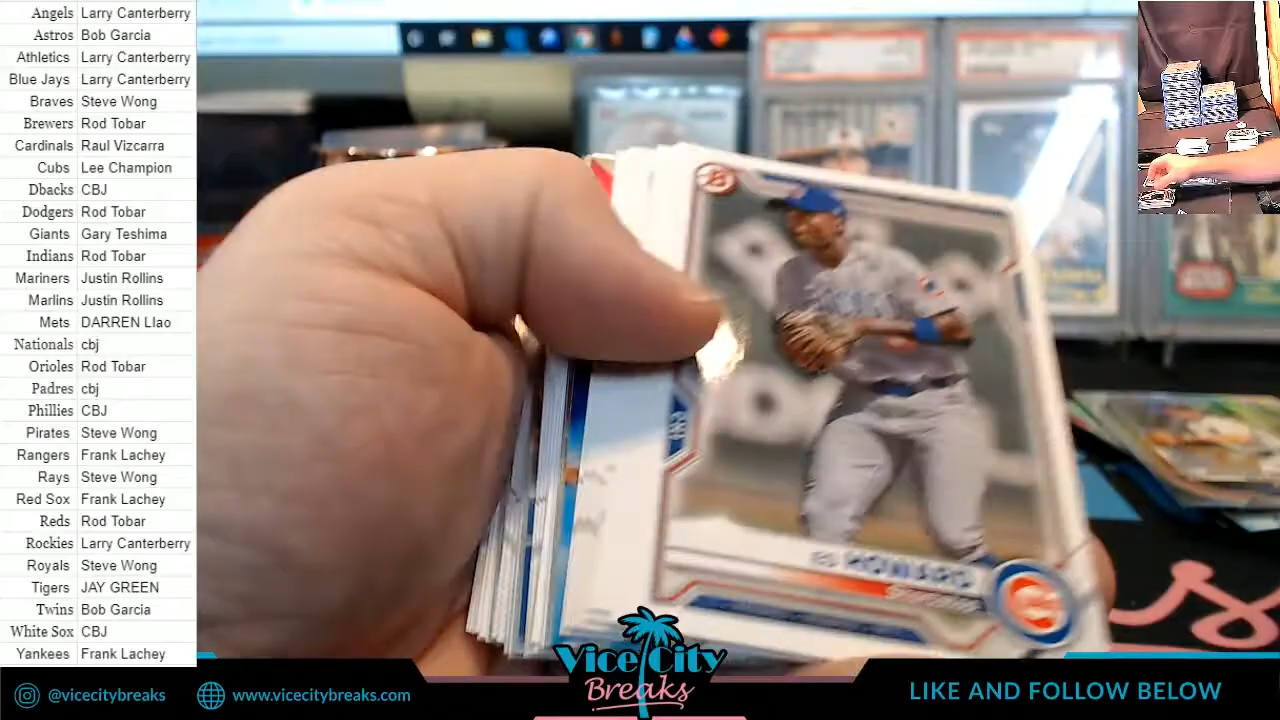 Angels Larry Canterberry
Astros Bob Garcia
Athletics Larry Canterberry
Blue Jays Larry Canterberry
Braves Steve Wong
Brewers Rod Tobar
Cardinals Raul Vizcarra
Cubs Lee Champion
Dbacks CBJ
Dodgers Rod Tobar
Giants Gary Teshima
Indians Rod Tobar
Mariners Justin Rollins
Marlins Justin Rollins
Mets DARREN LIao
Nationals cbj
Orioles Rod Tobar
Padres cbj
Phillies CBJ
Pirates Steve Wong
Rangers Frank Lachey
Rays Steve Wong
Red Sox Frank Lachey
Reds Rod Tobar
Rockies Larry Canterberry
Royals Steve Wong
Tigers JAY GREEN
Twins Bob Garcia
White Sox CBJ
Yankees Frank Lachey
HOWARD
Vice City
Breaks
@vicecitybreaks
www.vicecitybreaks.com
LIKE AND FOLLOW BELOW